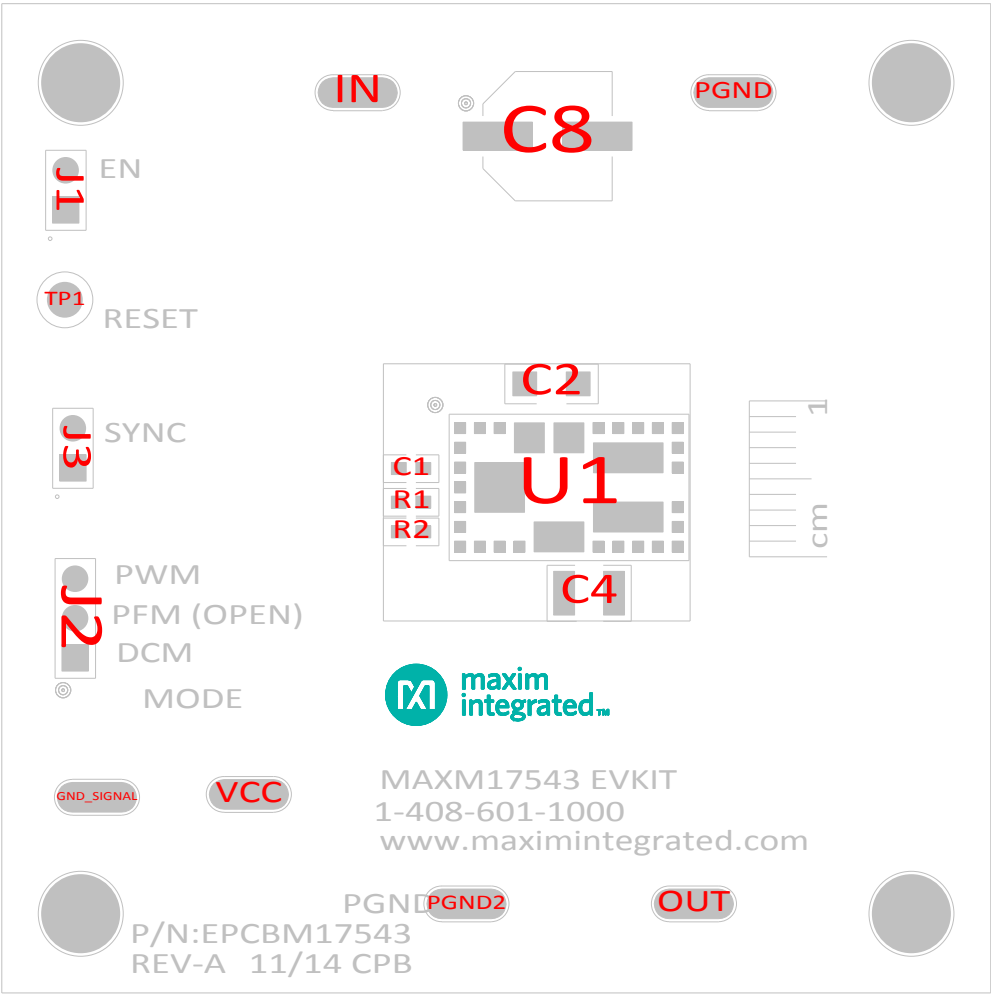 IN
PGND
C8
J1
EN
TP1
RESET
C2
J3
SYNC
C1
U1
R1
R2
1
cm
C4
J2
PWM
PFM (OPEN)
DCM
MODE
maxim
integrated™
GND_SIGNAL
VCC
MAXM17543 EVKIT
1-408-601-1000
www.maximintegrated.com
PGND
PGND2
OUT
P/N:EPCBM17543
REV-A 11/14 CPB